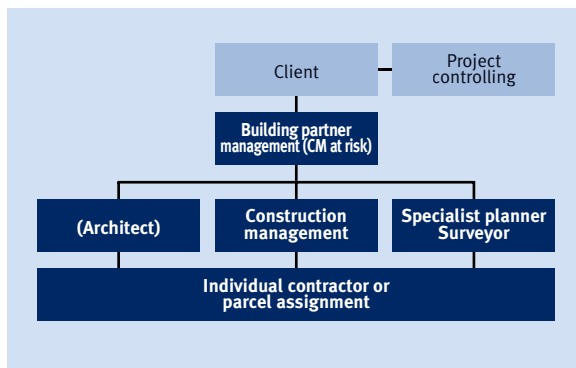 Client
Project
controlling
Building partner
management (CM at risk)
(Architect)
Construction
management
Specialist planner
Surveyor
Individual contractor or
parcel assignment